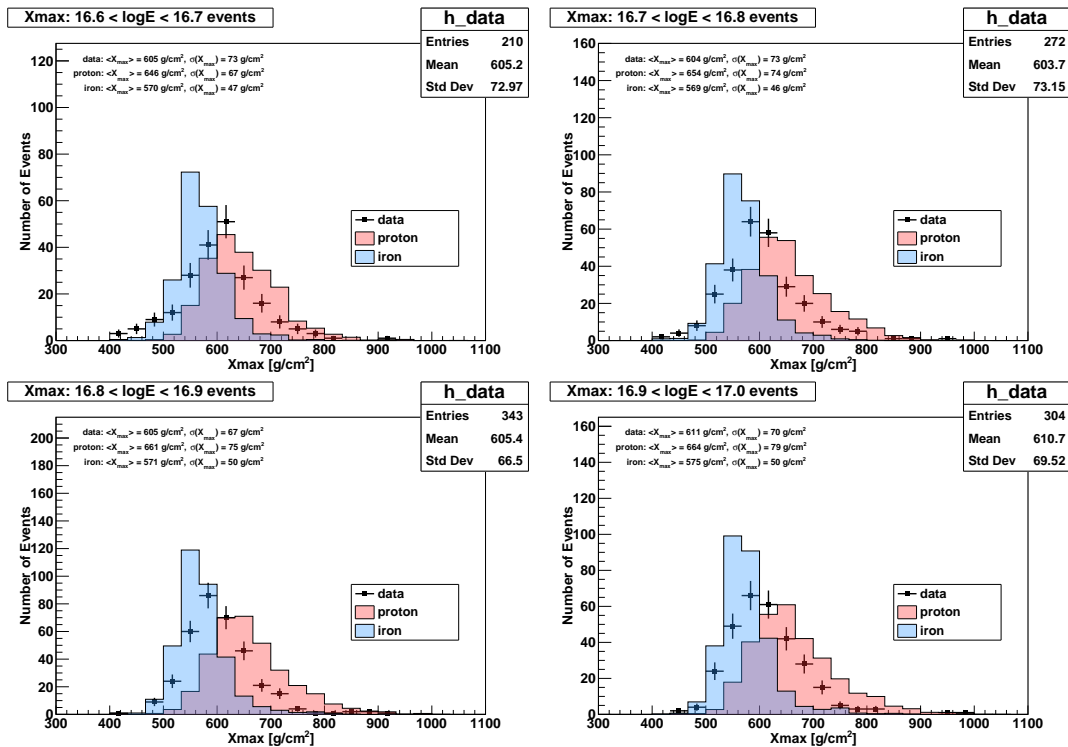 Xmax: 16.6 < logE < 16.7 events
h_data
Entries 210
Mean 605.2
Std Dev 72.97
data: <Xmax> = 605 g/cm², σ(Xmax) = 73 g/cm²
proton: <Xmax> = 646 g/cm², σ(Xmax) = 67 g/cm²
iron: <Xmax> = 570 g/cm², σ(Xmax) = 47 g/cm²
Number of Events
120
100
80
60
40
20
0
data
proton
iron
300 400 500 600 700 800 900 1000 1100
Xmax [g/cm²]
Xmax: 16.7 < logE < 16.8 events
h_data
Entries 272
Mean 603.7
Std Dev 73.15
data: <Xmax> = 604 g/cm², σ(Xmax) = 73 g/cm²
proton: <Xmax> = 654 g/cm², σ(Xmax) = 74 g/cm²
iron: <Xmax> = 569 g/cm², σ(Xmax) = 46 g/cm²
Number of Events
160
140
120
100
80
60
40
20
0
data
proton
iron
300 400 500 600 700 800 900 1000 1100
Xmax [g/cm²]
Xmax: 16.8 < logE < 16.9 events
h_data
Entries 343
Mean 605.4
Std Dev 66.5
data: <Xmax> = 605 g/cm², σ(Xmax) = 67 g/cm²
proton: <Xmax> = 661 g/cm², σ(Xmax) = 75 g/cm²
iron: <Xmax> = 571 g/cm², σ(Xmax) = 50 g/cm²
Number of Events
200
180
160
140
120
100
80
60
40
20
0
data
proton
iron
300 400 500 600 700 800 900 1000 1100
Xmax [g/cm²]
Xmax: 16.9 < logE < 17.0 events
h_data
Entries 304
Mean 610.7
Std Dev 69.52
data: <Xmax> = 611 g/cm², σ(Xmax) = 70 g/cm²
proton: <Xmax> = 664 g/cm², σ(Xmax) = 79 g/cm²
iron: <Xmax> = 575 g/cm², σ(Xmax) = 50 g/cm²
Number of Events
160
140
120
100
80
60
40
20
0
data
proton
iron
300 400 500 600 700 800 900 1000 1100
Xmax [g/cm²]